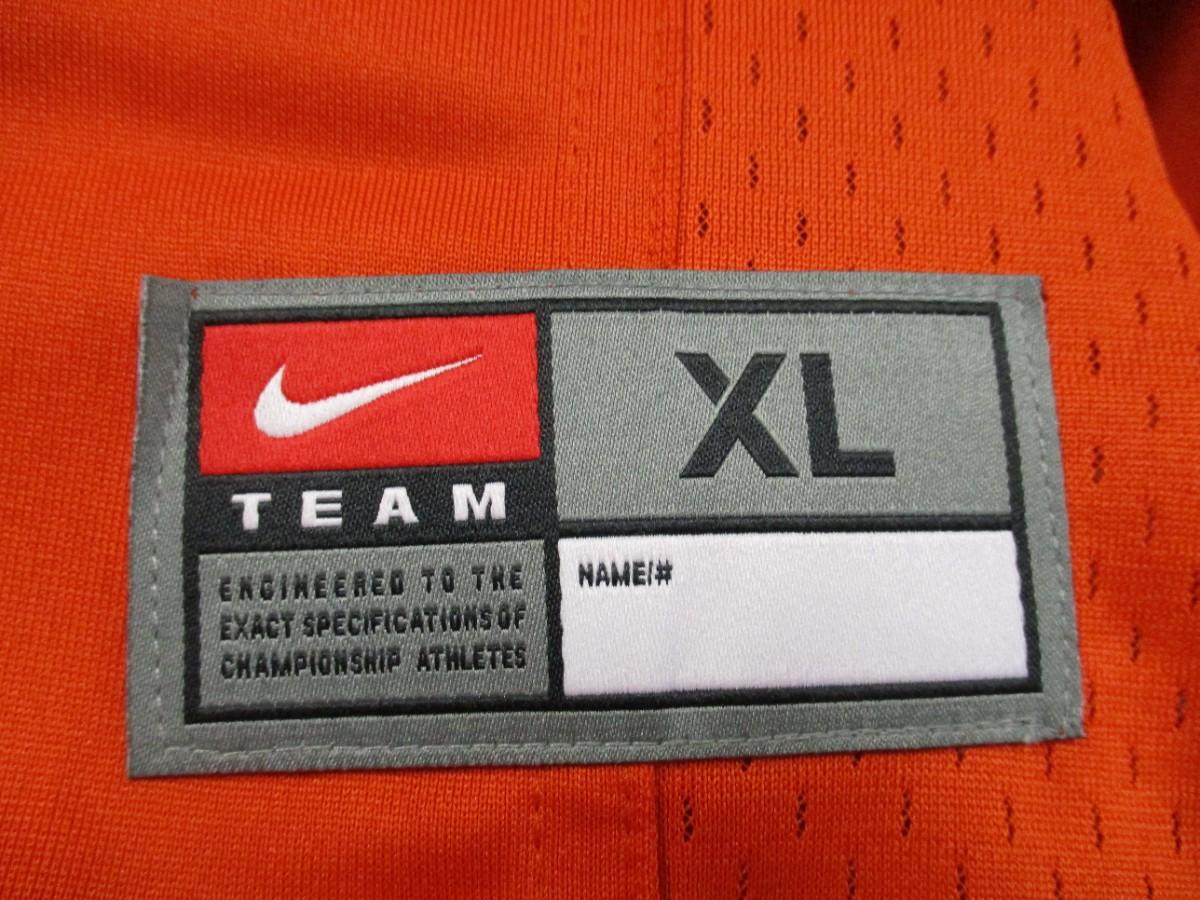 TEAM
XL
ENGINEERED TO THE
EXACT SPECIFICATIONS OF
CHAMPIONSHIP ATHLETES
NAME/#